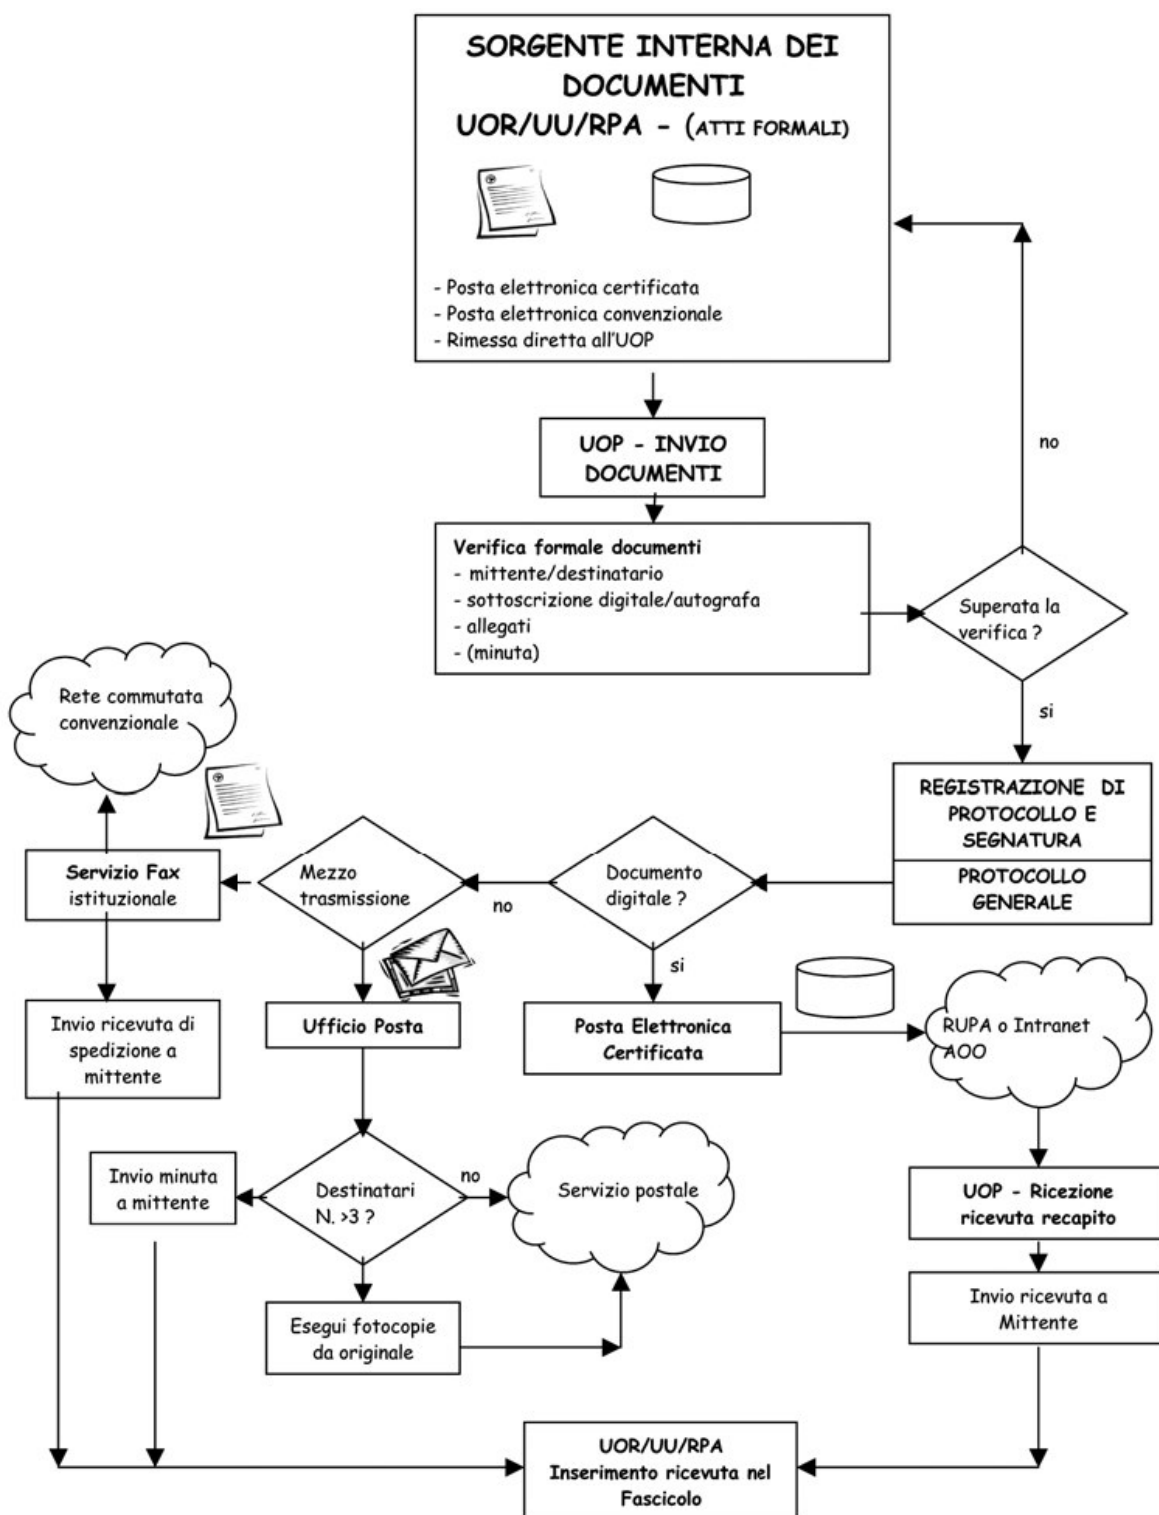 SORGENTE INTERNA DEI
DOCUMENTI
UOR/UU/RPA – (ATTI FORMALI)
- Posta elettronica certificata
- Posta elettronica convenzionale
- Rimessa diretta all'UOP
UOP – INVIO
DOCUMENTI
no
Verifica formale documenti
- mittente/destinatario
- sottoscrizione digitale/autografa
- allegati
- (minuta)
Superata la
verifica ?
si
Rete commutata
convenzionale
REGISTRAZIONE DI
PROTOCOLLO E
SEGNATURA
PROTOCOLLO
GENERALE
Documento
digitale ?
no
si
Mezzo
trasmissione
Servizio Fax
istituzionale
Invio ricevuta di
spedizione a
mittente
Ufficio Posta
Posta Elettronica
Certificata
RUPA o Intranet
AOO
Invio minuta
a mittente
Destinatari
N. >3 ?
no
Servizio postale
UOP – Ricezione
ricevuta recapito
Esegui fotocopie
da originale
Invio ricevuta a
Mittente
UOR/UU/RPA
Inserimento ricevuta nel
Fascicolo